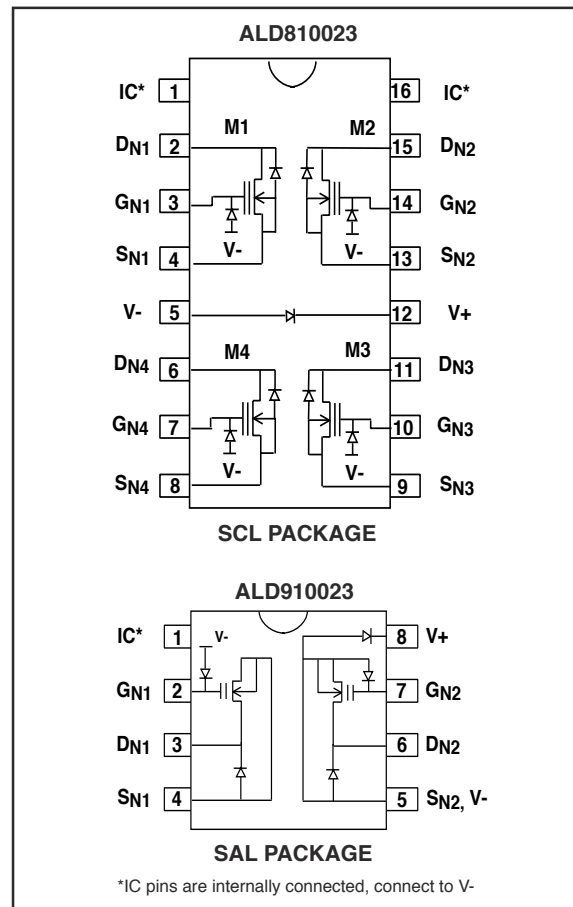 ALD810023
IC* 1 16 IC*
M1 M2
DN1 2 15 DN2
GN1 3 14 GN2
V- V-
SN1 4 13 SN2
V- 5 12 V+
M4 M3
DN4 6 11 DN3
GN4 7 10 GN3
V- V-
SN4 8 9 SN3
SCL PACKAGE
ALD910023
IC* 1 V- 8 V+
GN1 2 7 GN2
DN1 3 6 DN2
SN1 4 5 SN2, V-
SAL PACKAGE
*IC pins are internally connected, connect to V-